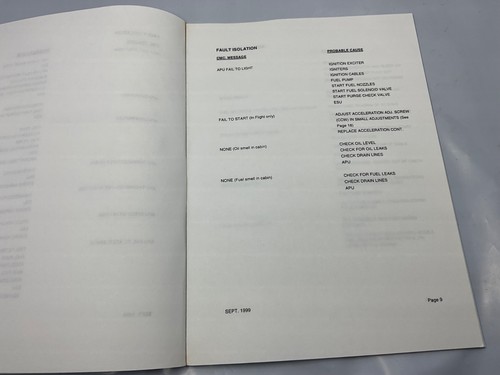 FAULT ISOLATION
CMC MESSAGE
PROBABLE CAUSE
APU FAIL TO LIGHT
IGNITION EXCITER
IGNITERS
IGNITION CABLES
FUEL PUMP
START FUEL NOZZLES
START FUEL SOLENOID VALVE
START PURGE CHECK VALVE
ESU
FAIL TO START (In Flight only)
ADJUST ACCELERATION ADJ. SCREW
(CCW) IN SMALL ADJUSTMENTS (See
Page 18)
REPLACE ACCELERATION CONT.
NONE (Oil smell in cabin)
CHECK OIL LEVEL
CHECK FOR OIL LEAKS
CHECK DRAIN LINES
APU
NONE (Fuel smell in cabin)
CHECK FOR FUEL LEAKS
CHECK DRAIN LINES
APU
SEPT. 1999
Page 9